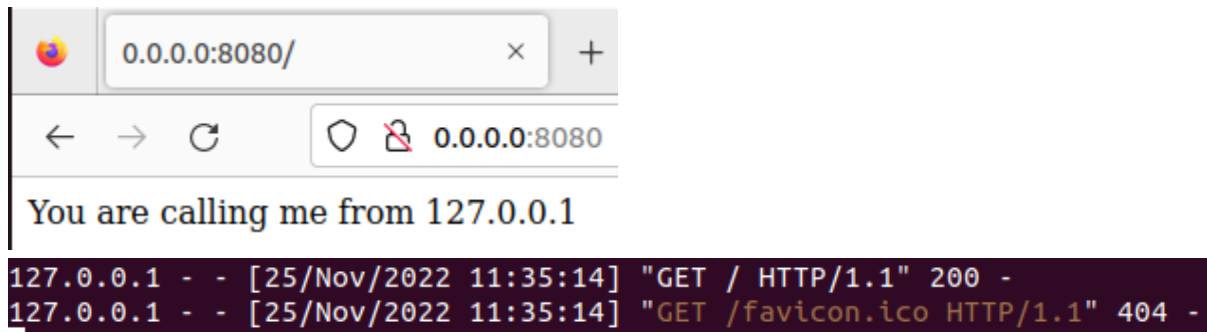 0.0.0.0:8080/
0.0.0.0:8080
You are calling me from 127.0.0.1
127.0.0.1 - - [25/Nov/2022 11:35:14] "GET / HTTP/1.1" 200 -
127.0.0.1 - - [25/Nov/2022 11:35:14] "GET /favicon.ico HTTP/1.1" 404 -